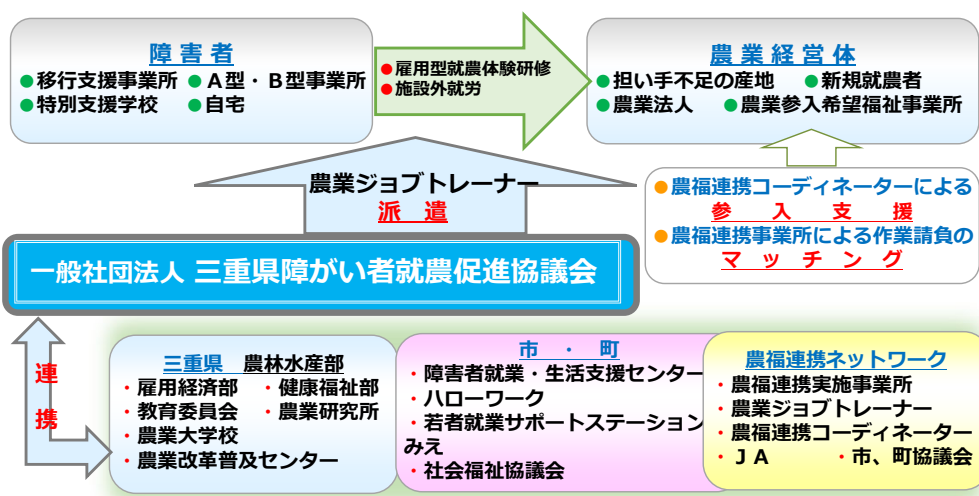 障 害 者
●移行支援事業所 ●Ａ型・Ｂ型事業所
●特別支援学校 ●自宅
●雇用型就農体験研修
●施設外就労
農 業 経 営 体
●担い手不足の産地 ●新規就農者
●農業法人 ●農業参入希望福祉事業所
農業ジョブトレーナー
派 遣
●農福連携コーディネーターによる
参 入 支 援
●農福連携事業所による作業請負の
マ ッ チ ン グ
一般社団法人 三重県障がい者就農促進協議会
連
携
三重県 農林水産部
・雇用経済部 ・健康福祉部
・教育委員会 ・農業研究所
・農業大学校
・農業改革普及センター
市 ・ 町
・障害者就業・生活支援センター
・ハローワーク
・若者就業サポートステーション
みえ
・社会福祉協議会
農福連携ネットワーク
・農福連携実施事業所
・農業ジョブトレーナー
・農福連携コーディネーター
・ＪＡ ・市、町協議会